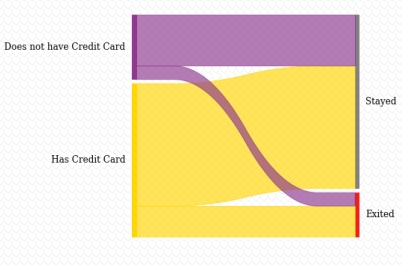 Does not have Credit Card
Stayed
Has Credit Card
Exited